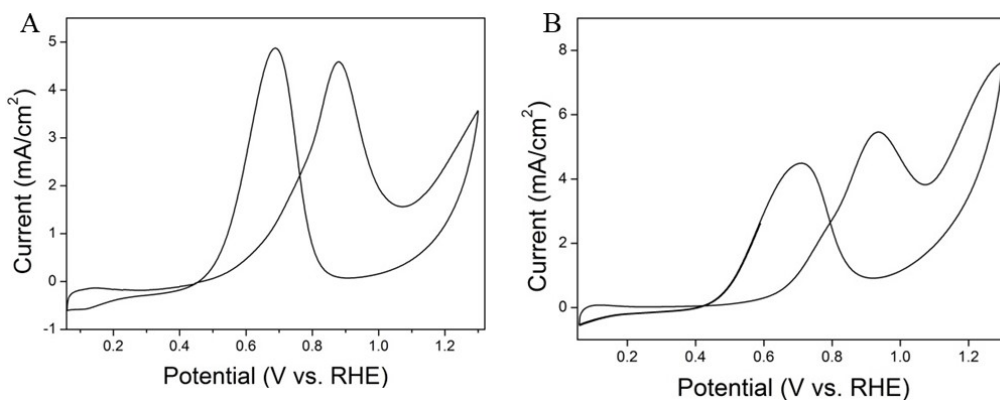 A
Current (mA/cm²)
5
4
3
2
1
0
-1
0.2 0.4 0.6 0.8 1.0 1.2
Potential (V vs. RHE)
B
Current (mA/cm²)
8
6
4
2
0
0.2 0.4 0.6 0.8 1.0 1.2
Potential (V vs. RHE)